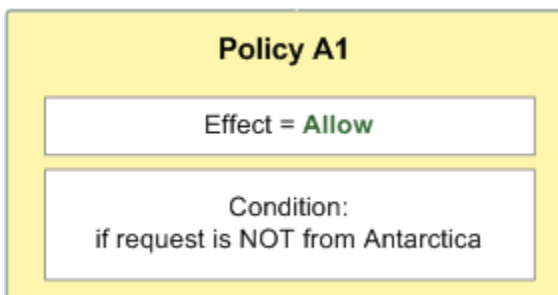 Policy A1
Effect = Allow
Condition:
if request is NOT from Antarctica